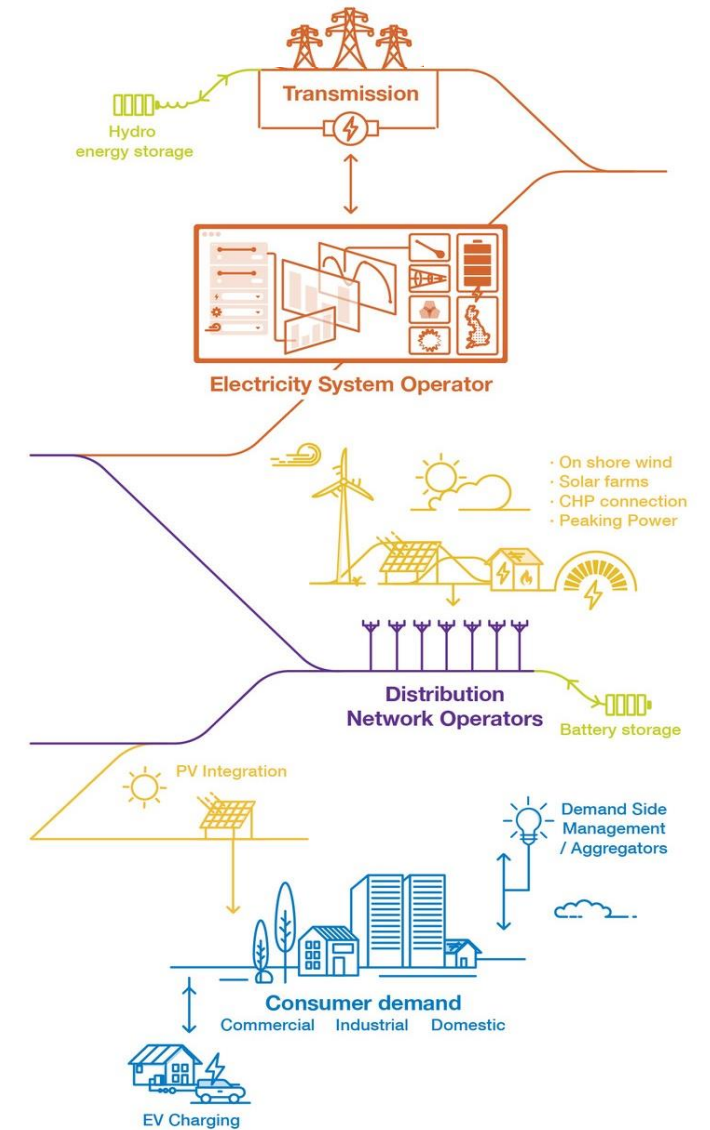 Transmission
Hydro
energy storage
Electricity System Operator
· On shore wind
· Solar farms
· CHP connection
· Peaking Power
Distribution
Network Operators
Battery storage
PV Integration
Demand Side
Management
/ Aggregators
Consumer demand
Commercial Industrial Domestic
EV Charging